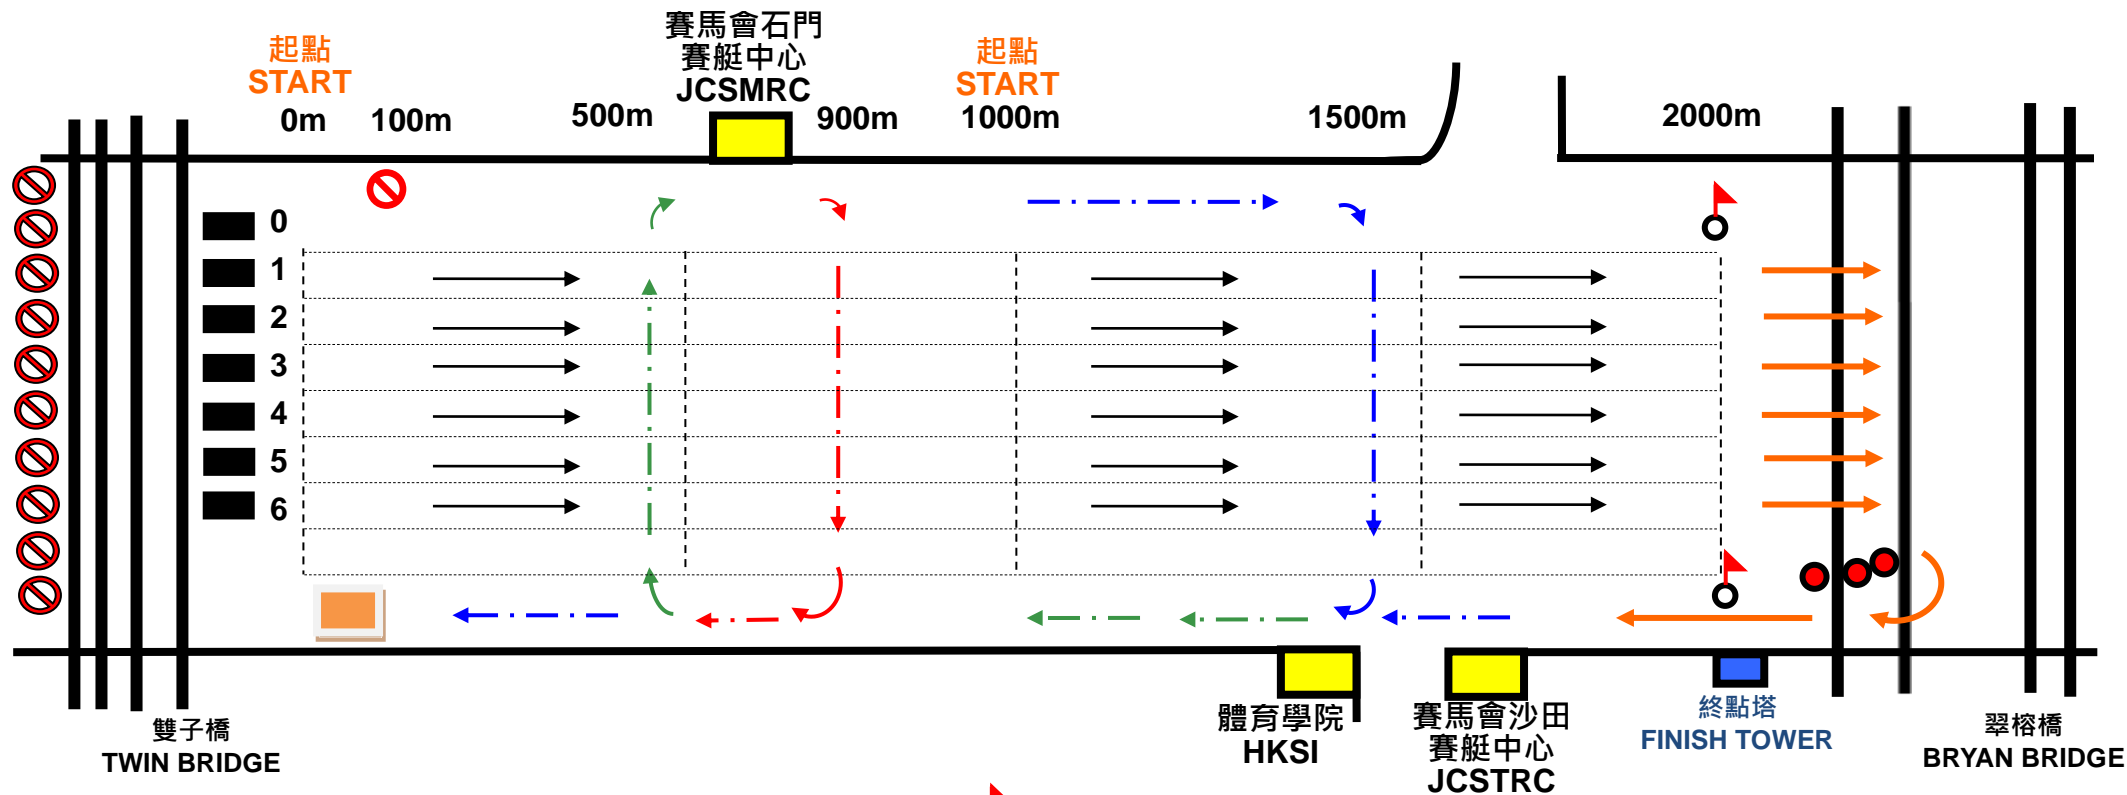 賽馬會石門
賽艇中心
JCSMRC
起點
START
起點
START
0m
100m
500m
900m
1000m
1500m
2000m
0
1
2
3
4
5
6
雙子橋
TWIN BRIDGE
體育學院
HKSI
賽馬會沙田
賽艇中心
JCSTRC
終點塔
FINISH TOWER
翠榕橋
BRYAN BRIDGE